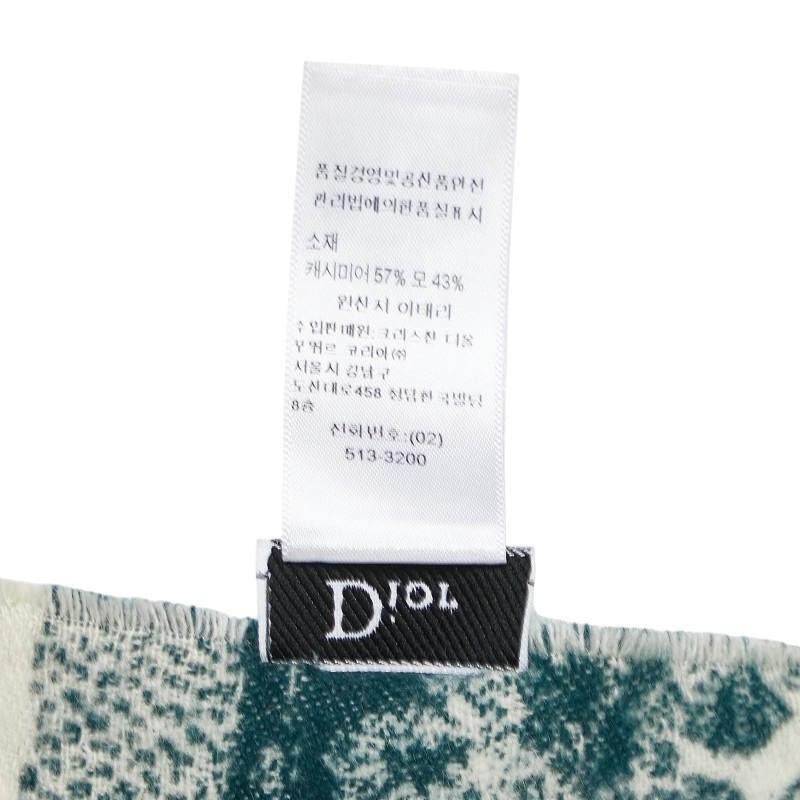 품질경영및공산품안전
관리법에의한품질표시
소재
캐시미어 57% 모 43%
원산지 이태리
수입판매원:크리스챤 디올
꾸뛰르 코리아㈜
서울시 강남구
도산대로458 청담한국빌딩
8층
전화번호:(02)
513-3200
Dior